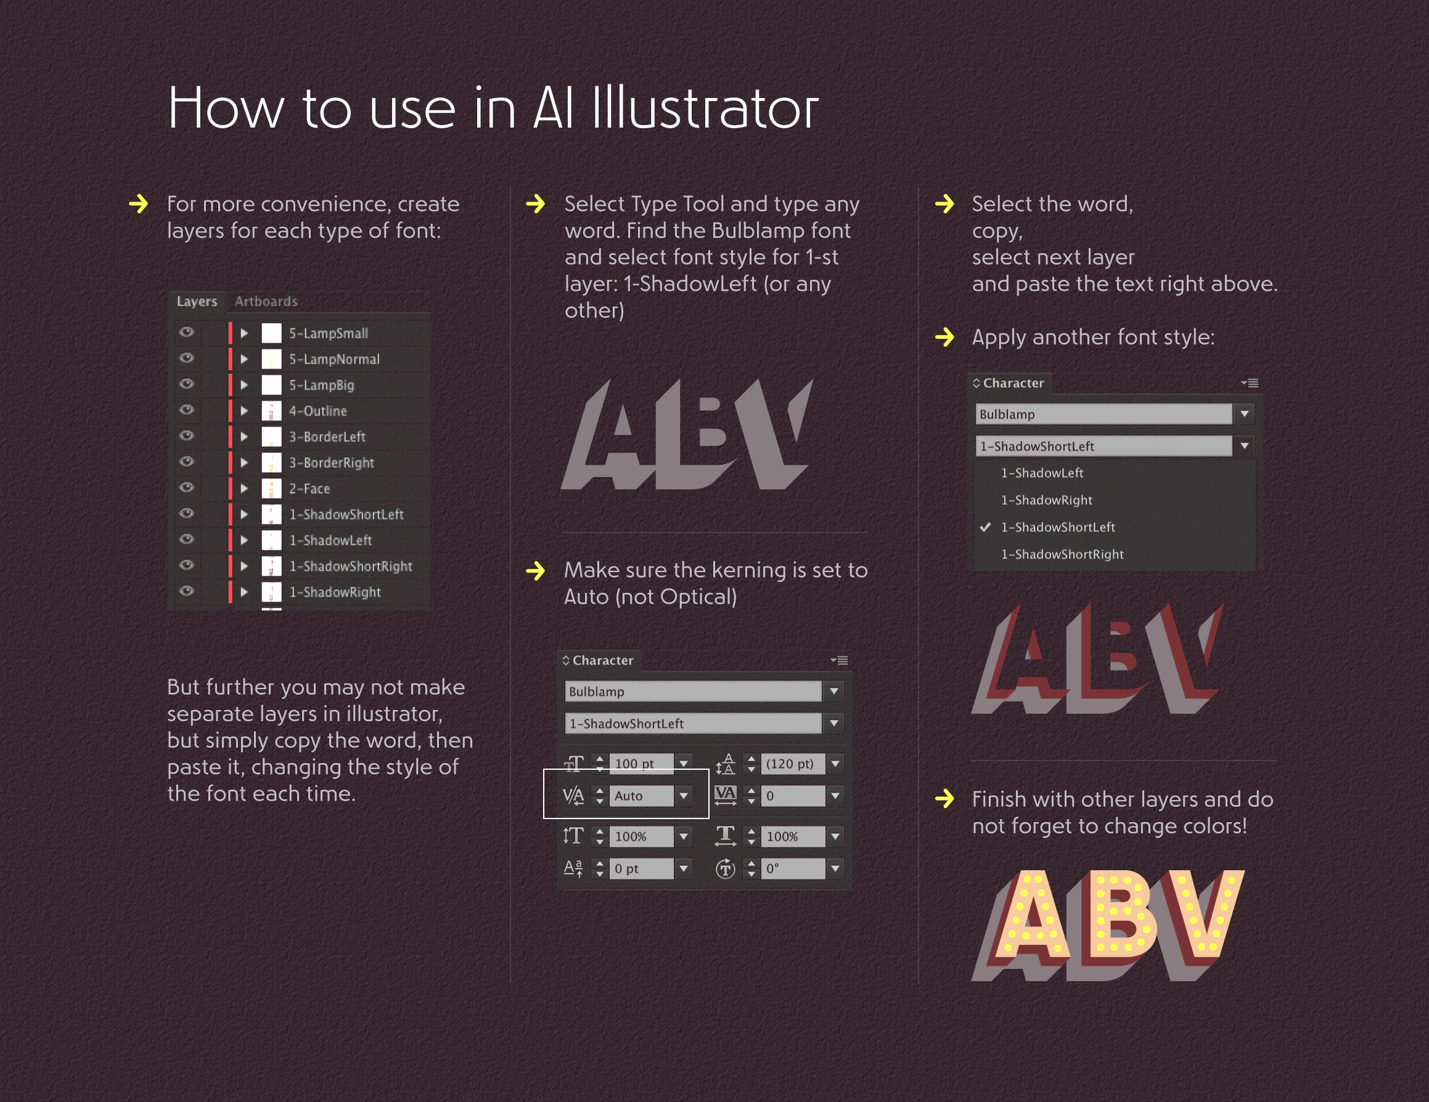 How to use in AI Illustrator
For more convenience, create
layers for each type of font:
Layers Artboards
5-LampSmall
5-LampNormal
5-LampBig
4-Outline
3-BorderLeft
3-BorderRight
2-Face
1-ShadowShortLeft
1-ShadowLeft
1-ShadowShortRight
1-ShadowRight
But further you may not make
separate layers in illustrator,
but simply copy the word, then
paste it, changing the style of
the font each time.
Select Type Tool and type any
word. Find the Bulblamp font
and select font style for 1-st
layer: 1-ShadowLeft (or any
other)
ABV
Make sure the kerning is set to
Auto (not Optical)
Character
Bulblamp
1-ShadowShortLeft
100 pt (120 pt)
Auto 0
100% 100%
0 pt 0°
Select the word,
copy,
select next layer
and paste the text right above.
Apply another font style:
Character
Bulblamp
1-ShadowShortLeft
1-ShadowLeft
1-ShadowRight
1-ShadowShortLeft
1-ShadowShortRight
ABV
Finish with other layers and do
not forget to change colors!
ABV